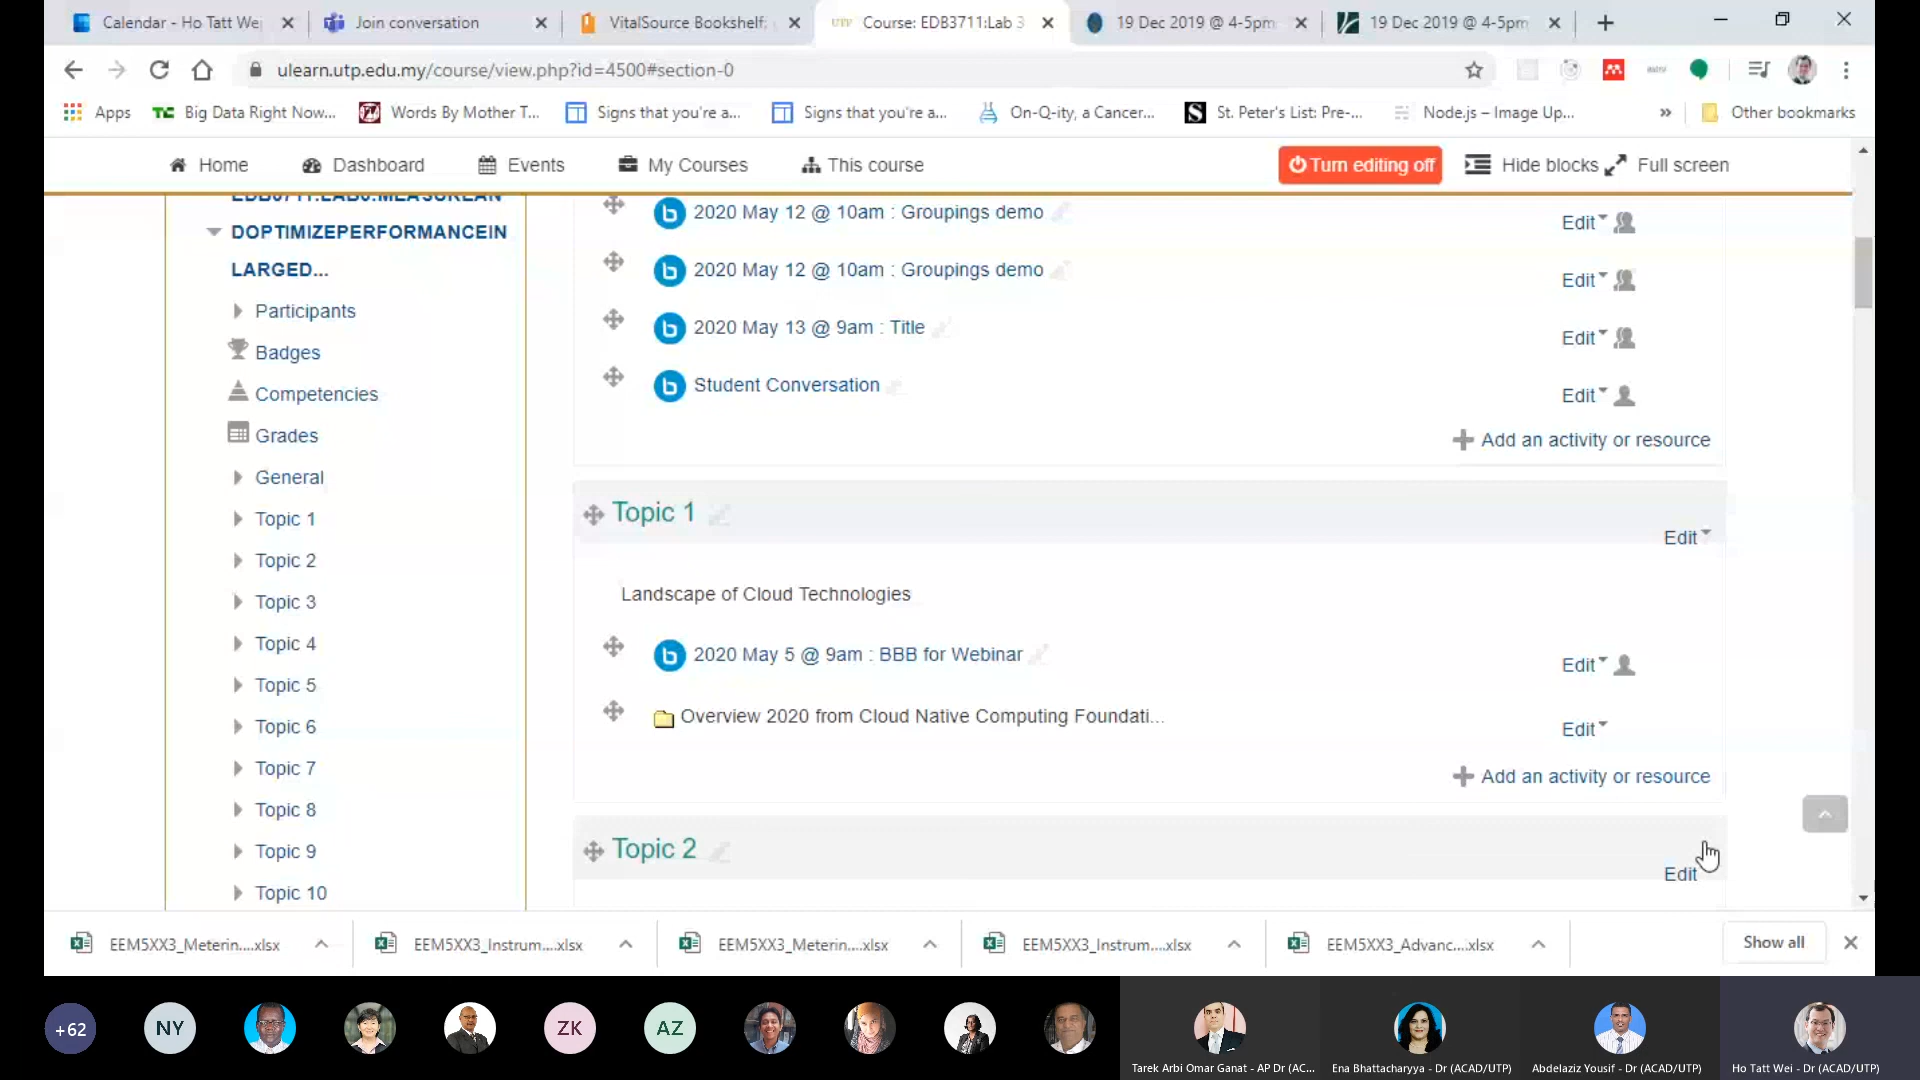 Calendar - Ho Tatt We
Join conversation
VitalSource Bookshelf:
UTP Course: EDB3711:Lab 3
19 Dec 2019 @ 4-5pm
19 Dec 2019 @ 4-5pm
ulearn.utp.edu.my/course/view.php?id=4500#section-0
Apps
Big Data Right Now...
Words By Mother T...
Signs that you're a...
Signs that you're a...
On-Q-ity, a Cancer...
St. Peter's List: Pre-...
Node.js – Image Up...
»
Other bookmarks
Home
Dashboard
Events
My Courses
This course
Turn editing off
Hide blocks
Full screen
EDB3711:LAB3:MEASUREAN
DOPTIMIZEPERFORMANCEIN
LARGED...
Participants
Badges
Competencies
Grades
General
Topic 1
Topic 2
Topic 3
Topic 4
Topic 5
Topic 6
Topic 7
Topic 8
Topic 9
Topic 10
2020 May 12 @ 10am : Groupings demo
Edit
2020 May 12 @ 10am : Groupings demo
Edit
2020 May 13 @ 9am : Title
Edit
Student Conversation
Edit
Add an activity or resource
Topic 1
Edit
Landscape of Cloud Technologies
2020 May 5 @ 9am : BBB for Webinar
Edit
Overview 2020 from Cloud Native Computing Foundati...
Edit
Add an activity or resource
Topic 2
Edit
EEM5XX3_Meterin....xlsx
EEM5XX3_Instrum....xlsx
EEM5XX3_Meterin....xlsx
EEM5XX3_Instrum....xlsx
EEM5XX3_Advanc....xlsx
Show all
+62
NY
ZK
AZ
Tarek Arbi Omar Ganat - AP Dr (AC...
Ena Bhattacharyya - Dr (ACAD/UTP)
Abdelaziz Yousif - Dr (ACAD/UTP)
Ho Tatt Wei - Dr (ACAD/UTP)